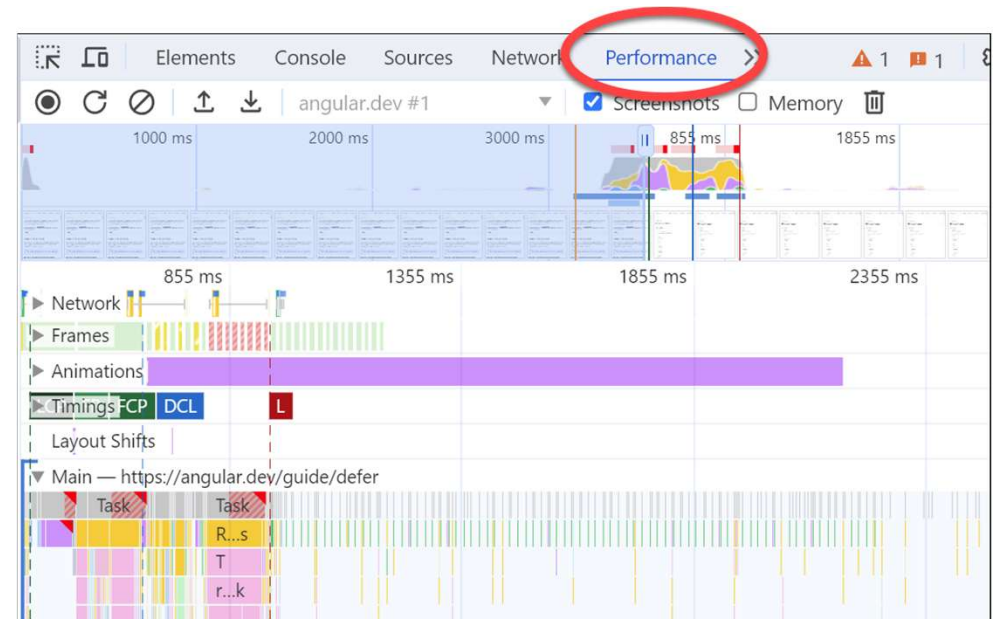 Elements Console Sources Network Performance 1 1
angular.dev #1 Screenshots Memory
1000 ms 2000 ms 3000 ms 855 ms 1855 ms
855 ms 1355 ms 1855 ms 2355 ms
Network
Frames
Animations
Timings FCP DCL L
Layout Shifts
Main — https://angular.dev/guide/defer
Task Task
R...s
T
r...k